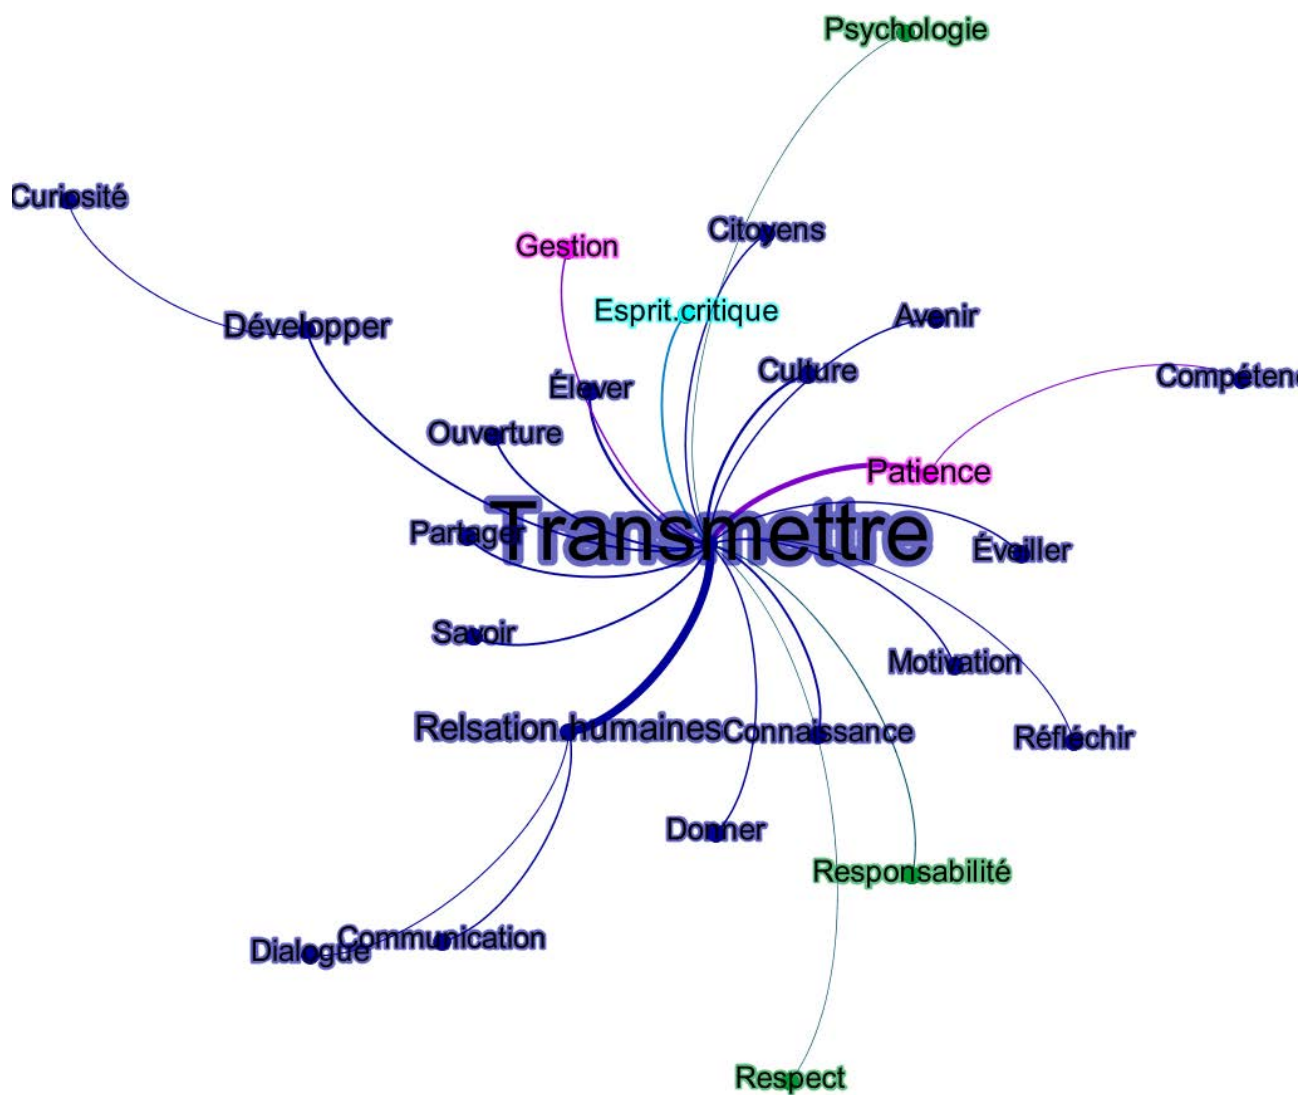 Psychologie
Curiosité
Citoyens
Gestion
Esprit.critique
Avenir
Développer
Culture
Compéten
Élever
Ouverture
Patience
Transmettre
Partager
Éveiller
Savoir
Motivation
Relsation.humaines
Connaissance
Réfléchir
Donner
Responsabilité
Communication
Dialogue
Respect